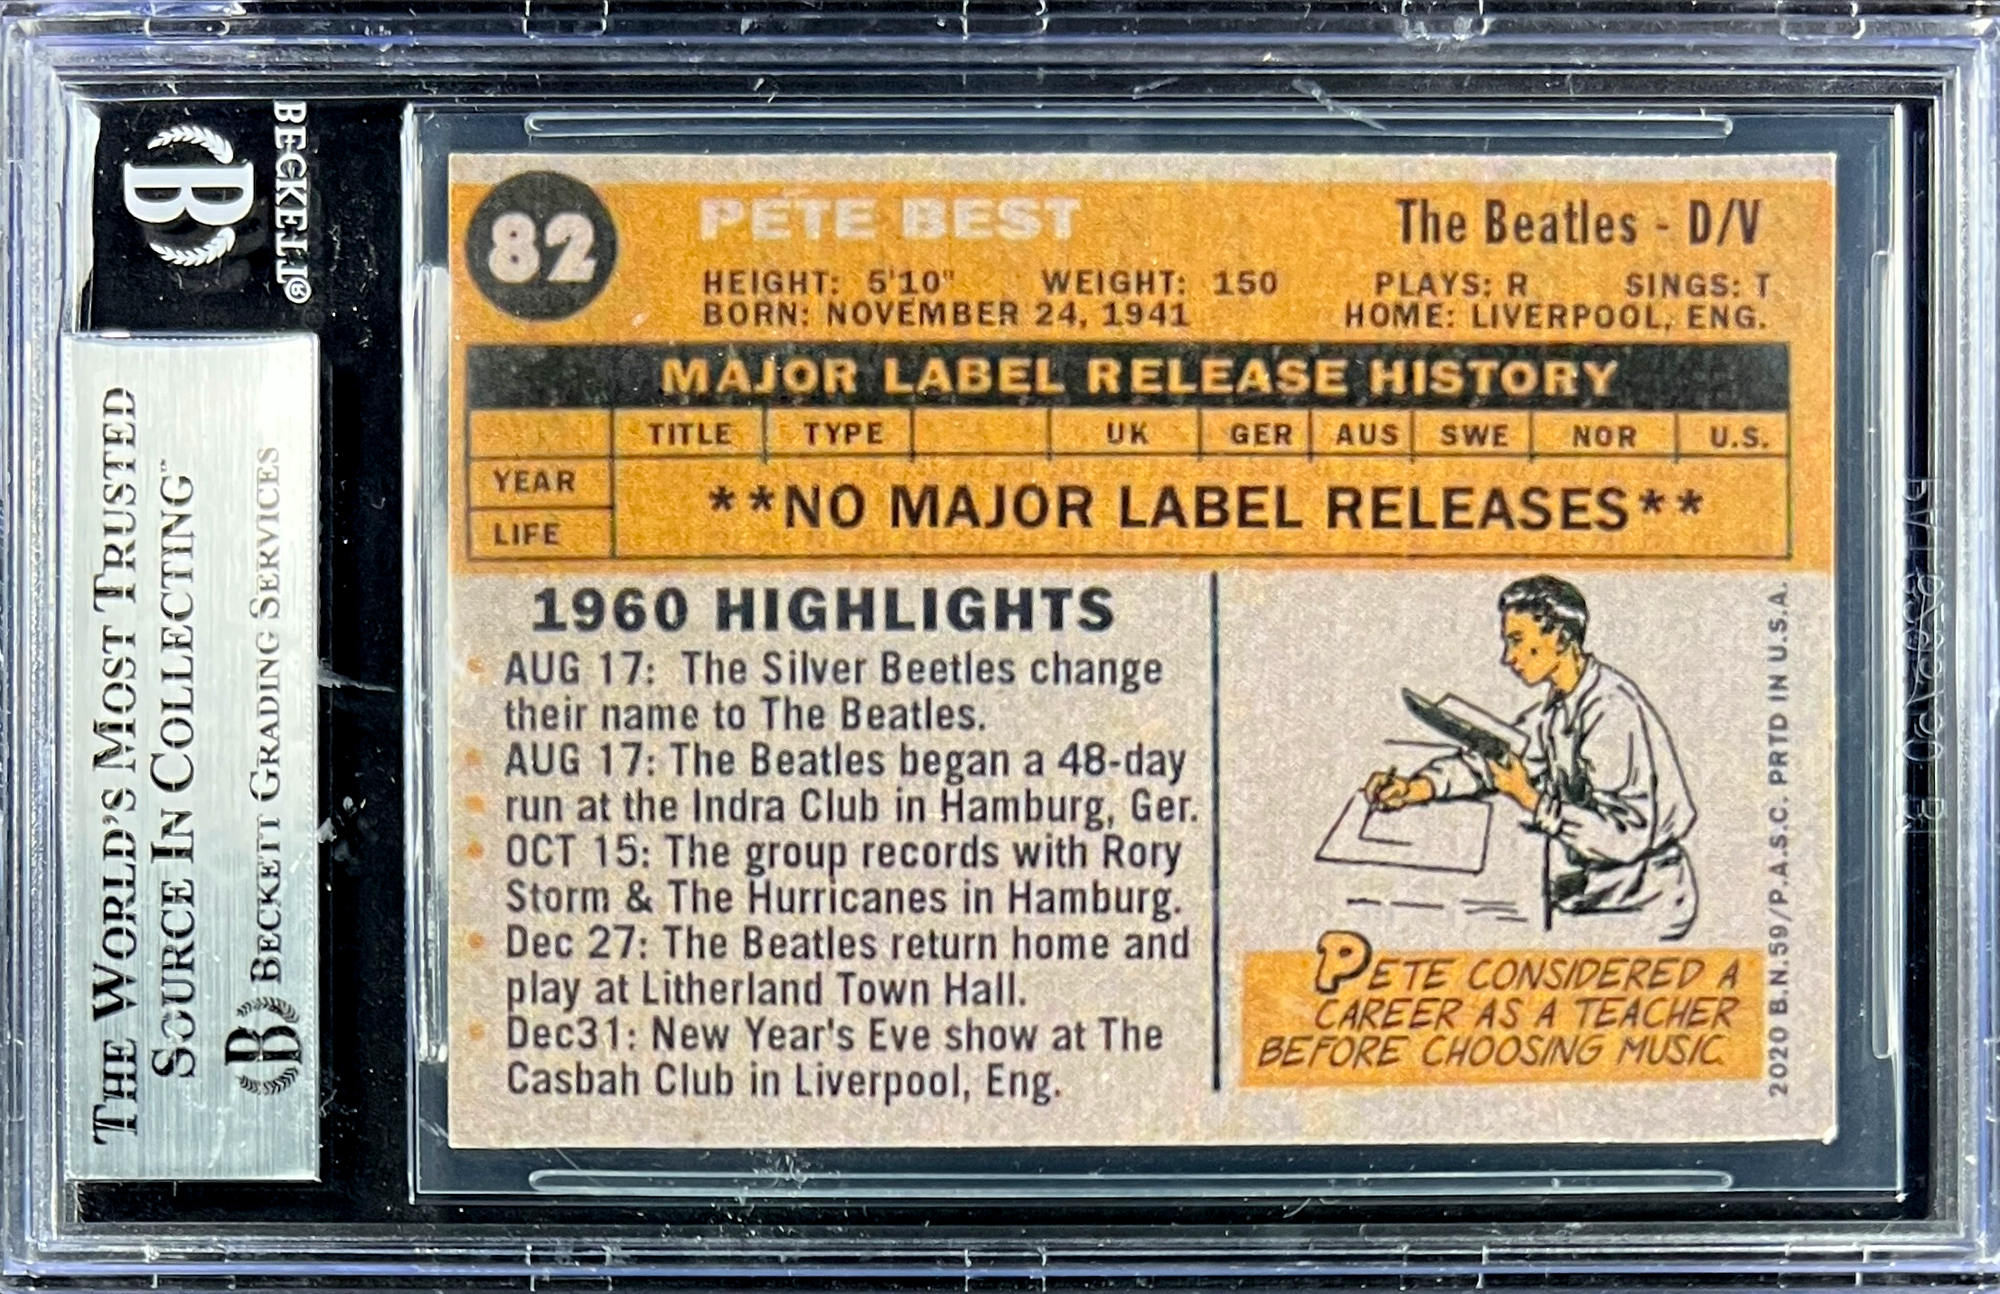 BECKETT®
THE WORLD'S MOST TRUSTED
SOURCE IN COLLECTING™
BECKETT GRADING SERVICES
82
PETE BEST
The Beatles - D/V
HEIGHT: 5'10" WEIGHT: 150 PLAYS: R SINGS: T
BORN: NOVEMBER 24, 1941 HOME: LIVERPOOL, ENG.
MAJOR LABEL RELEASE HISTORY
TITLE TYPE UK GER AUS SWE NOR U.S.
YEAR
LIFE
**NO MAJOR LABEL RELEASES**
1960 HIGHLIGHTS
AUG 17: The Silver Beetles change
their name to The Beatles.
AUG 17: The Beatles began a 48-day
run at the Indra Club in Hamburg, Ger.
OCT 15: The group records with Rory
Storm & The Hurricanes in Hamburg.
Dec 27: The Beatles return home and
play at Litherland Town Hall.
Dec31: New Year's Eve show at The
Casbah Club in Liverpool, Eng.
PETE CONSIDERED A
CAREER AS A TEACHER
BEFORE CHOOSING MUSIC.
2020 B.N.59/P.A.S.C. PRTD IN U.S.A.